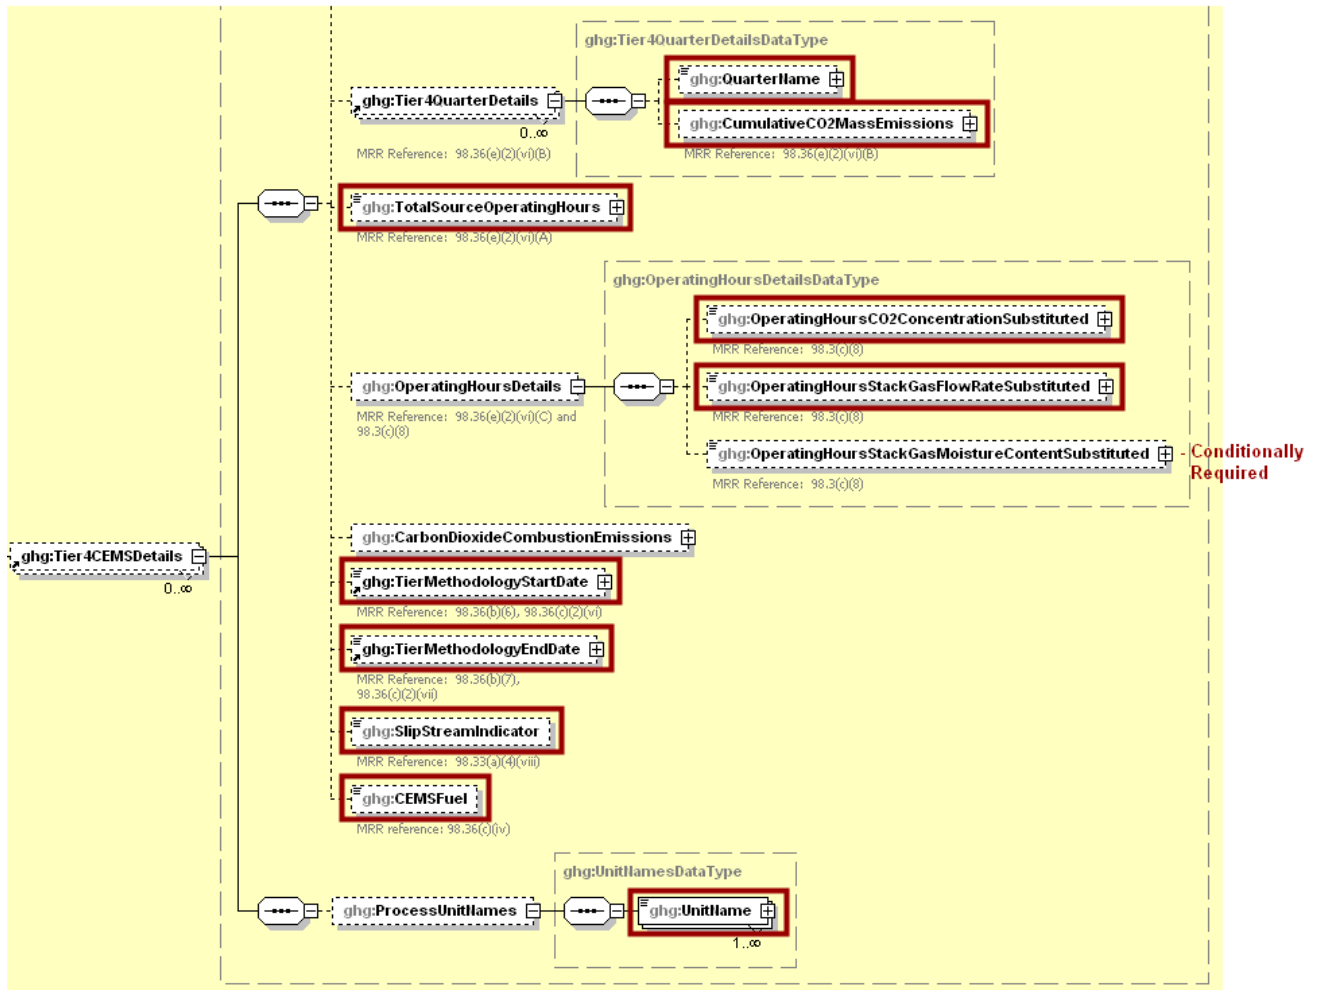 ghg:Tier4QuarterDetailsDataType
ghg:QuarterName
ghg:Tier4QuarterDetails
ghg:CumulativeCO2MassEmissions
0..∞
MRR Reference: 98.36(e)(2)(vi)(B)
MRR Reference: 98.36(e)(2)(vi)(B)
ghg:TotalSourceOperatingHours
MRR Reference: 98.36(e)(2)(vi)(A)
ghg:OperatingHoursDetailsDataType
ghg:OperatingHoursCO2ConcentrationSubstituted
MRR Reference: 98.3(c)(8)
ghg:OperatingHoursDetails
ghg:OperatingHoursStackGasFlowRateSubstituted
MRR Reference: 98.36(e)(2)(vi)(C) and
98.3(c)(8)
MRR Reference: 98.3(c)(8)
ghg:OperatingHoursStackGasMoistureContentSubstituted
Conditionally
Required
MRR Reference: 98.3(c)(8)
ghg:CarbonDioxideCombustionEmissions
ghg:Tier4CEMSDetails
0..∞
ghg:TierMethodologyStartDate
MRR Reference: 98.36(b)(6), 98.36(c)(2)(vi)
ghg:TierMethodologyEndDate
MRR Reference: 98.36(b)(7),
98.36(c)(2)(vii)
ghg:SlipStreamIndicator
MRR Reference: 98.33(a)(4)(viii)
ghg:CEMSFuel
MRR reference: 98.36(c)(iv)
ghg:UnitNamesDataType
ghg:ProcessUnitNames
ghg:UnitName
1..∞